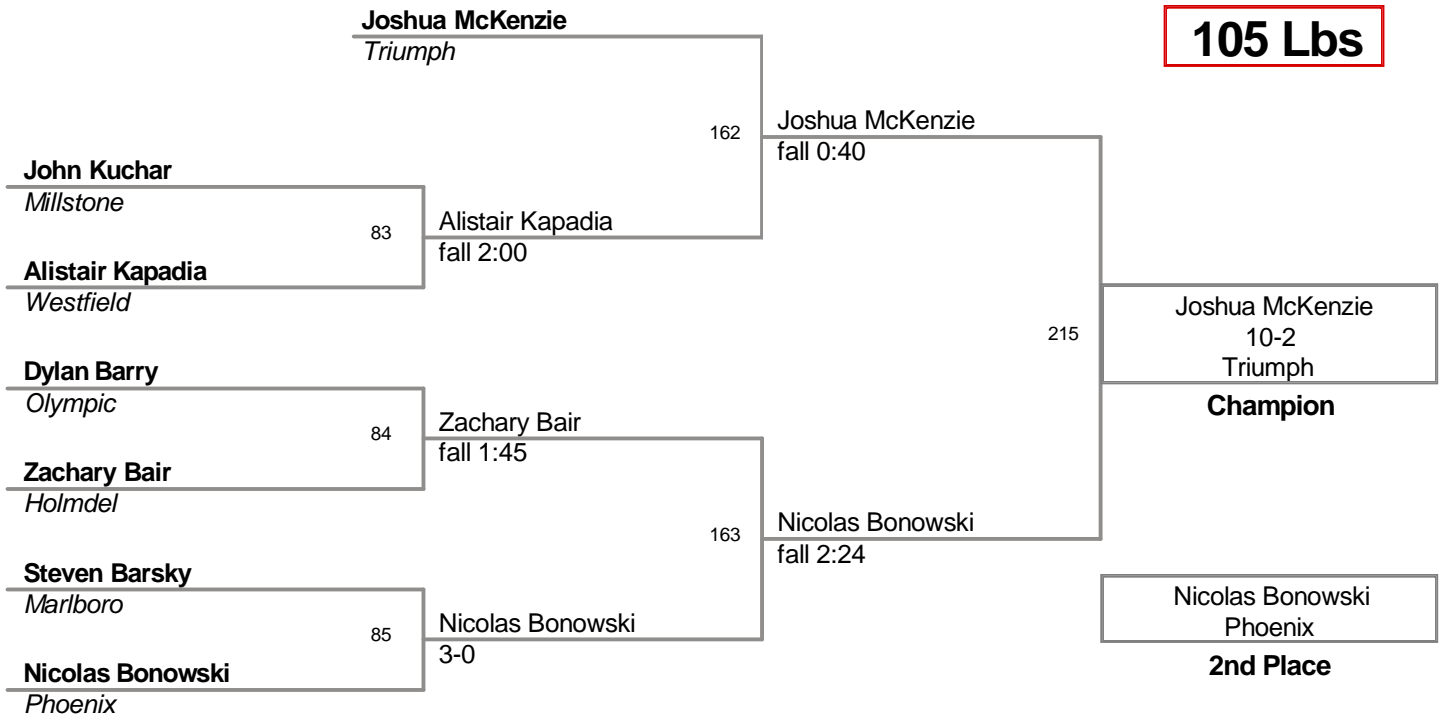 Joshua McKenzie
Triumph
105 Lbs
162
Joshua McKenzie
fall 0:40
John Kuchar
Millstone
83
Alistair Kapadia
fall 2:00
Alistair Kapadia
Westfield
215
Joshua McKenzie
10-2
Triumph
Champion
Dylan Barry
Olympic
84
Zachary Bair
fall 1:45
Zachary Bair
Holmdel
163
Nicolas Bonowski
fall 2:24
Steven Barsky
Marlboro
85
Nicolas Bonowski
3-0
Nicolas Bonowski
Phoenix
2nd Place
Nicolas Bonowski
Phoenix